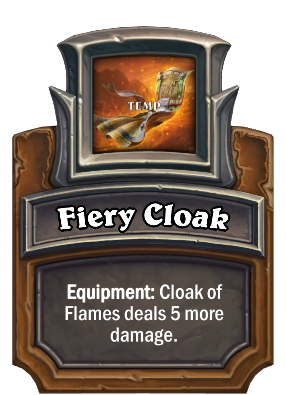 TEMP
Fiery Cloak
Equipment: Cloak of
Flames deals 5 more
damage.